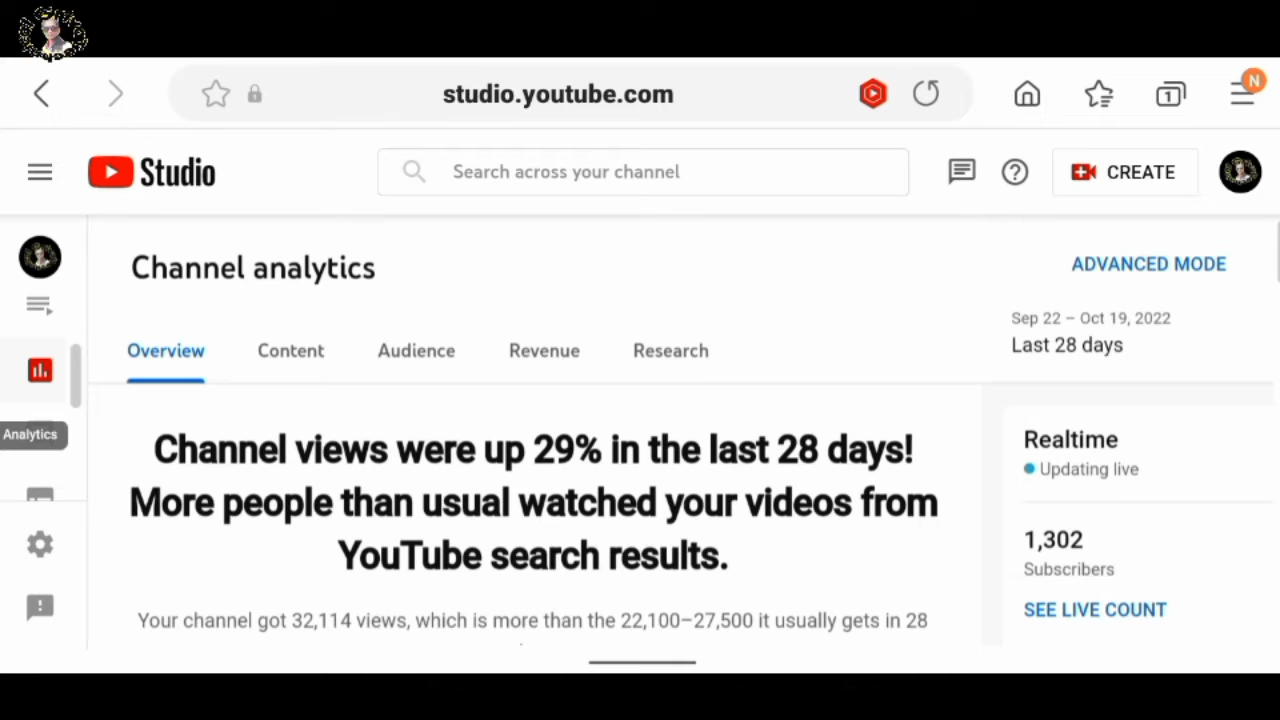 studio.youtube.com
1
N
Studio
Search across your channel
CREATE
Channel analytics
ADVANCED MODE
Sep 22 – Oct 19, 2022
Last 28 days
Overview
Content
Audience
Revenue
Research
Analytics
Channel views were up 29% in the last 28 days!
More people than usual watched your videos from
YouTube search results.
Your channel got 32,114 views, which is more than the 22,100–27,500 it usually gets in 28
Realtime
Updating live
1,302
Subscribers
SEE LIVE COUNT